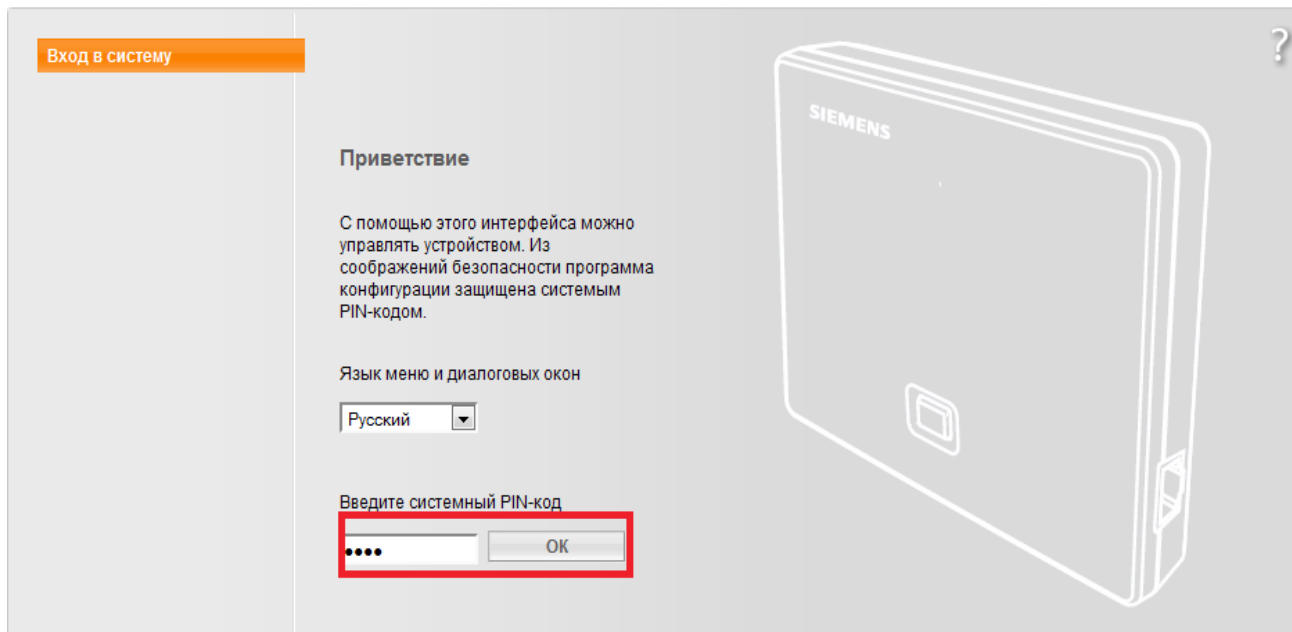 Вход в систему
?
SIEMENS
Приветствие
С помощью этого интерфейса можно
управлять устройством. Из
соображений безопасности программа
конфигурации защищена системым
PIN-кодом.
Язык меню и диалоговых окон
Русский
Введите системный PIN-код
•••• ОК